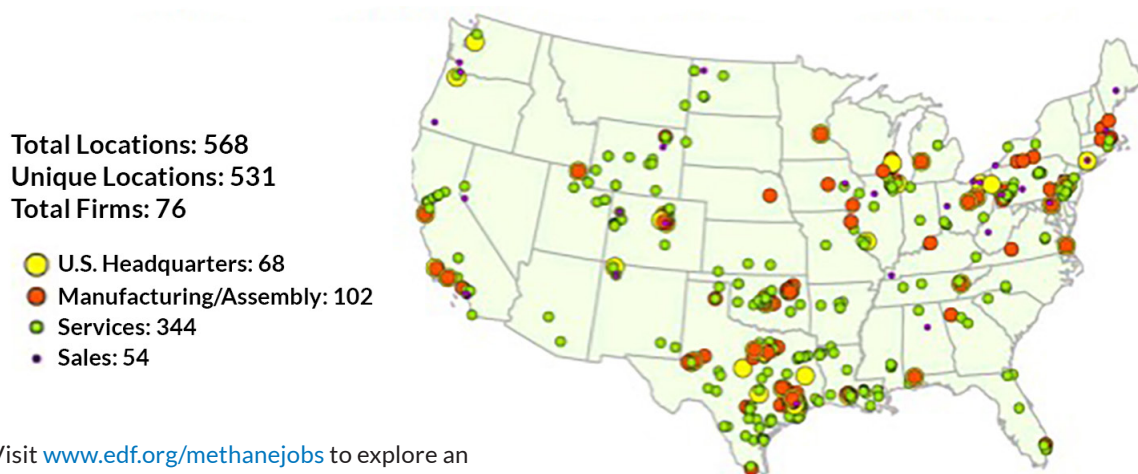 Total Locations: 568
Unique Locations: 531
Total Firms: 76
U.S. Headquarters: 68
Manufacturing/Assembly: 102
Services: 344
Sales: 54
Visit www.edf.org/methanejobs to explore an